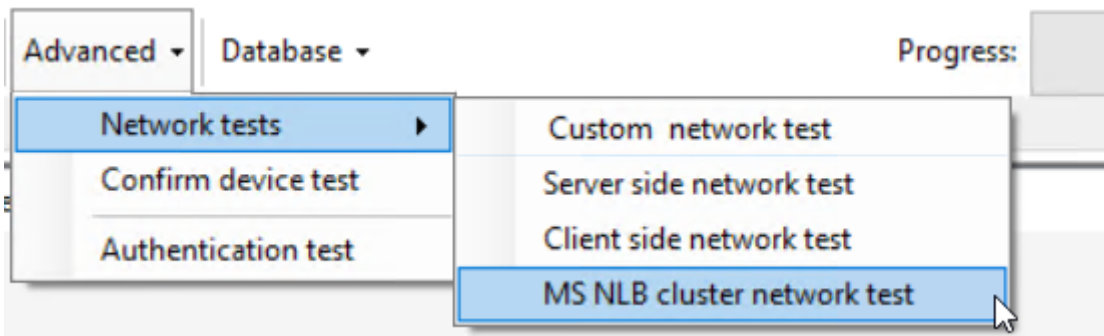 Advanced Database Progress:
Network tests
Custom network test
Confirm device test
Server side network test
Client side network test
Authentication test
MS NLB cluster network test